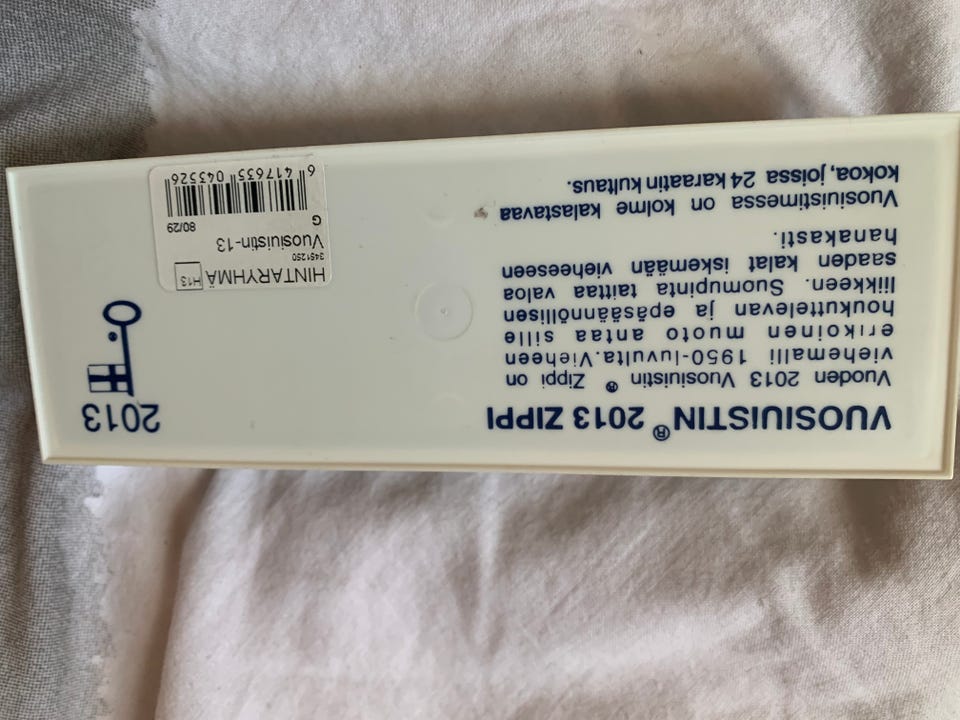 VUOSIUISTIN® 2013 ZIPPI
Vuoden 2013 Vuosiuistin® Zippi on
viehemalli 1950-luvulta.Vieheen
erikoinen muoto antaa sille
houkuttelevan ja epäsäännöllisen
liikkeen. Suomupinta taittaa valoa
saaden kalat iskemään vieheeseen
hanakasti.
Vuosiuistimessa on kolme kalastavaa
kokoa, joissa 24 karaatin kultaus.
2013
HINTARYHMÄ H13
3451250
Vuosiuistin-13
G 80/29
6 417635 043526